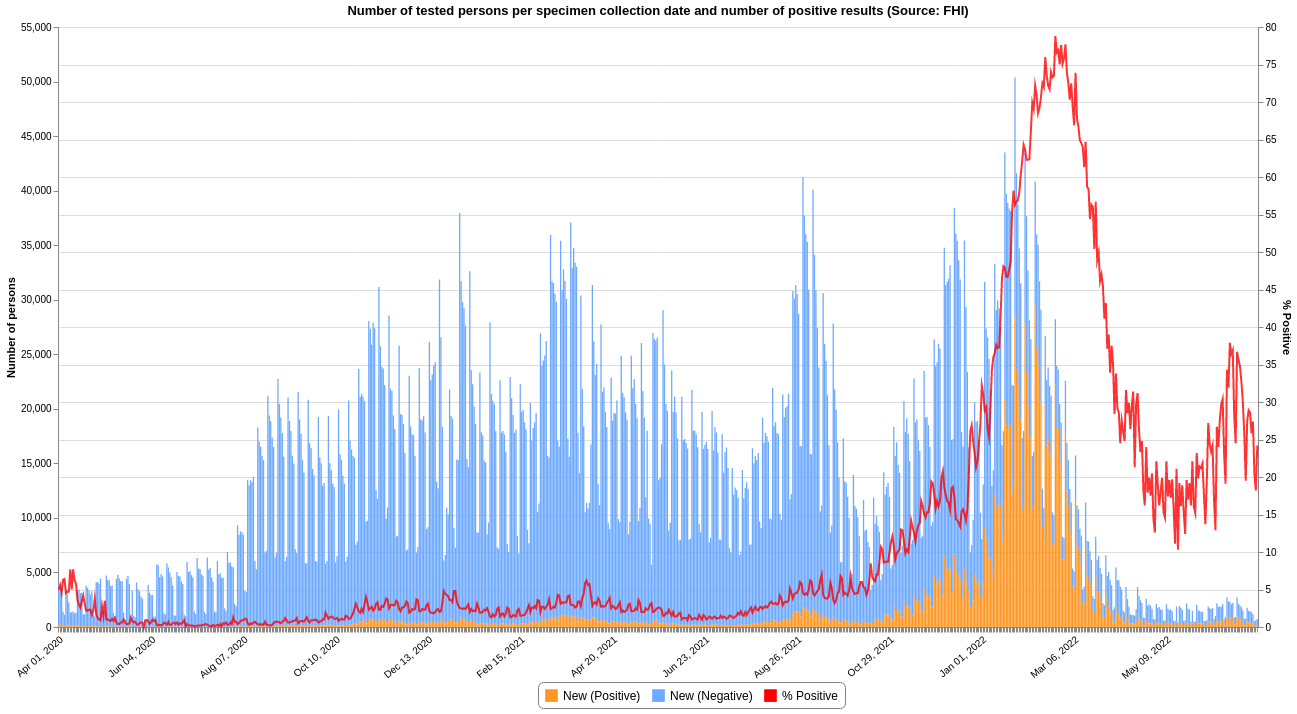 Number of tested persons per specimen collection date and number of positive results (Source: FHI)
55,000
50,000
45,000
40,000
35,000
30,000
25,000
20,000
15,000
10,000
5,000
0
Number of persons
80
75
70
65
60
55
50
45
40
35
30
25
20
15
10
5
0
% Positive
Apr 01, 2020
Jun 04, 2020
Aug 07, 2020
Oct 10, 2020
Dec 13, 2020
Feb 15, 2021
Apr 20, 2021
Jun 23, 2021
Aug 26, 2021
Oct 29, 2021
Jan 01, 2022
Mar 06, 2022
May 09, 2022
New (Positive) New (Negative) % Positive